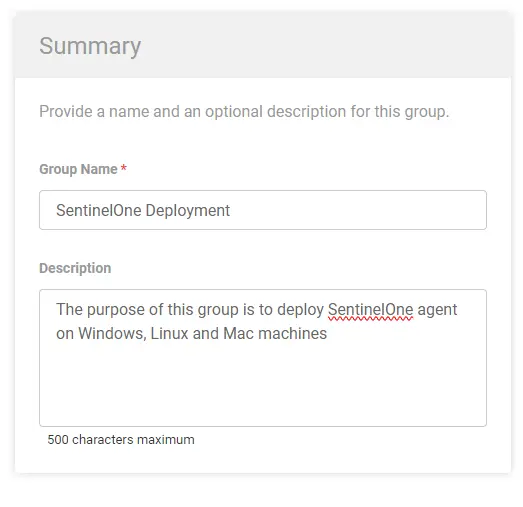 Summary
Provide a name and an optional description for this group.
Group Name *
SentinelOne Deployment
Description
The purpose of this group is to deploy SentinelOne agent
on Windows, Linux and Mac machines
500 characters maximum